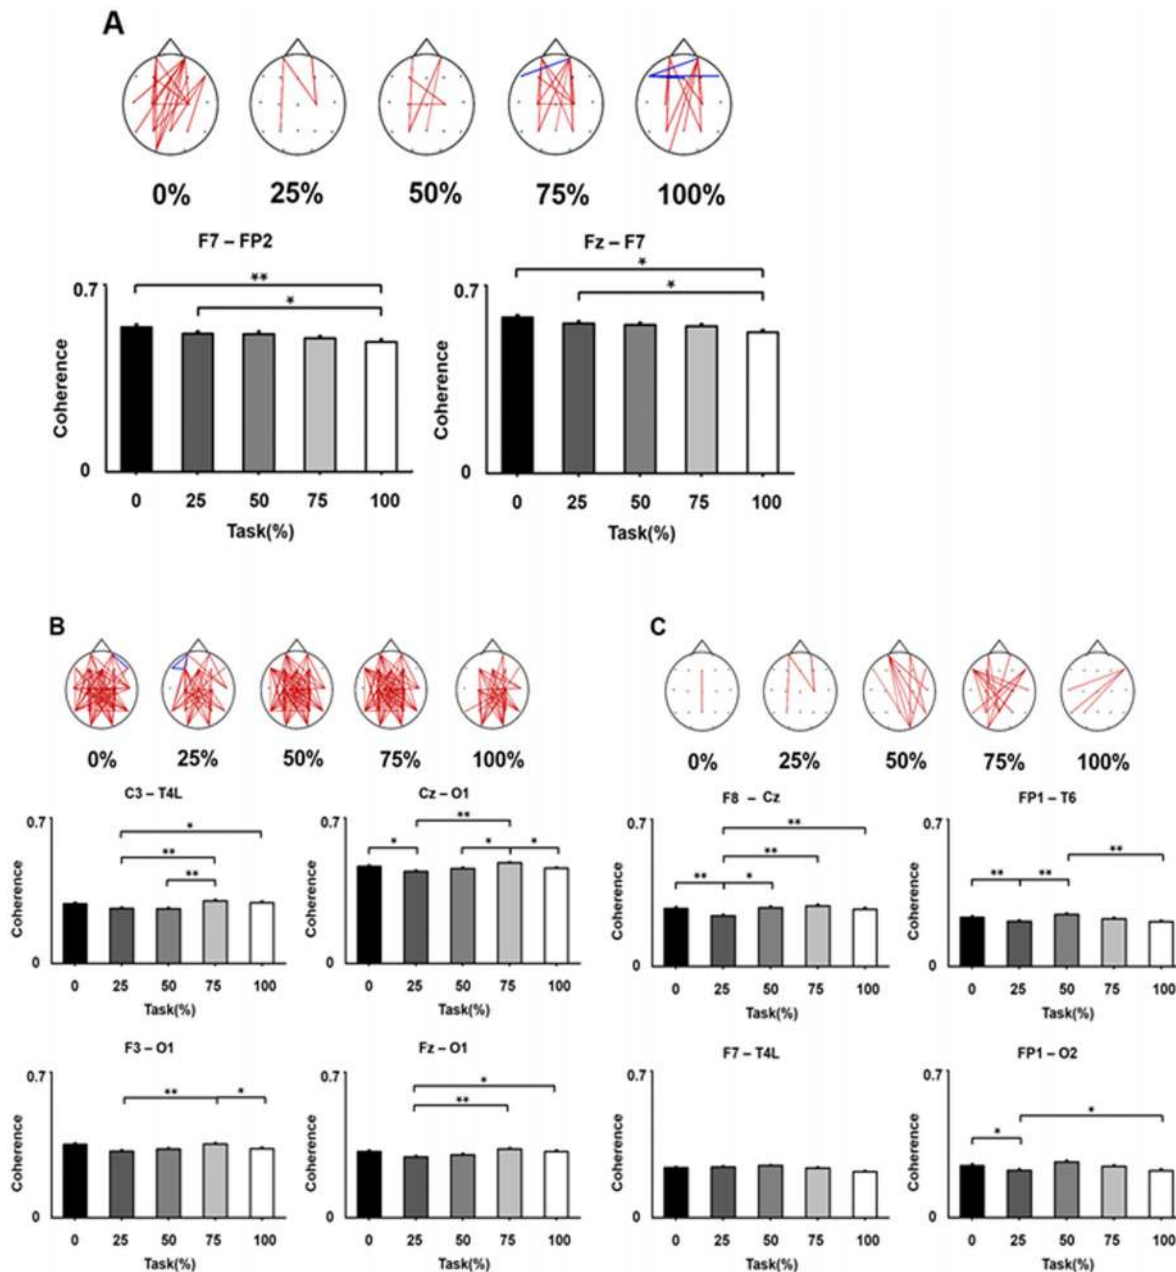 A
0% 25% 50% 75% 100%
F7 – FP2
**
*
0.7
Coherence
0
0 25 50 75 100
Task(%)
Fz – F7
*
*
0.7
Coherence
0
0 25 50 75 100
Task(%)
B
0% 25% 50% 75% 100%
C3 – T4L
0.7
*
**
**
Coherence
0
0 25 50 75 100
Task(%)
Cz – O1
0.7
**
* * *
Coherence
0
0 25 50 75 100
Task(%)
F3 – O1
0.7
** *
Coherence
0
0 25 50 75 100
Task(%)
Fz – O1
0.7
*
**
Coherence
0
0 25 50 75 100
Task(%)
C
0% 25% 50% 75% 100%
F8 – Cz
0.7
**
**
** *
Coherence
0
0 25 50 75 100
Task(%)
FP1 – T6
0.7
**
** **
Coherence
0
0 25 50 75 100
Task(%)
F7 – T4L
0.7
Coherence
0
0 25 50 75 100
Task(%)
FP1 – O2
0.7
*
*
Coherence
0
0 25 50 75 100
Task(%)